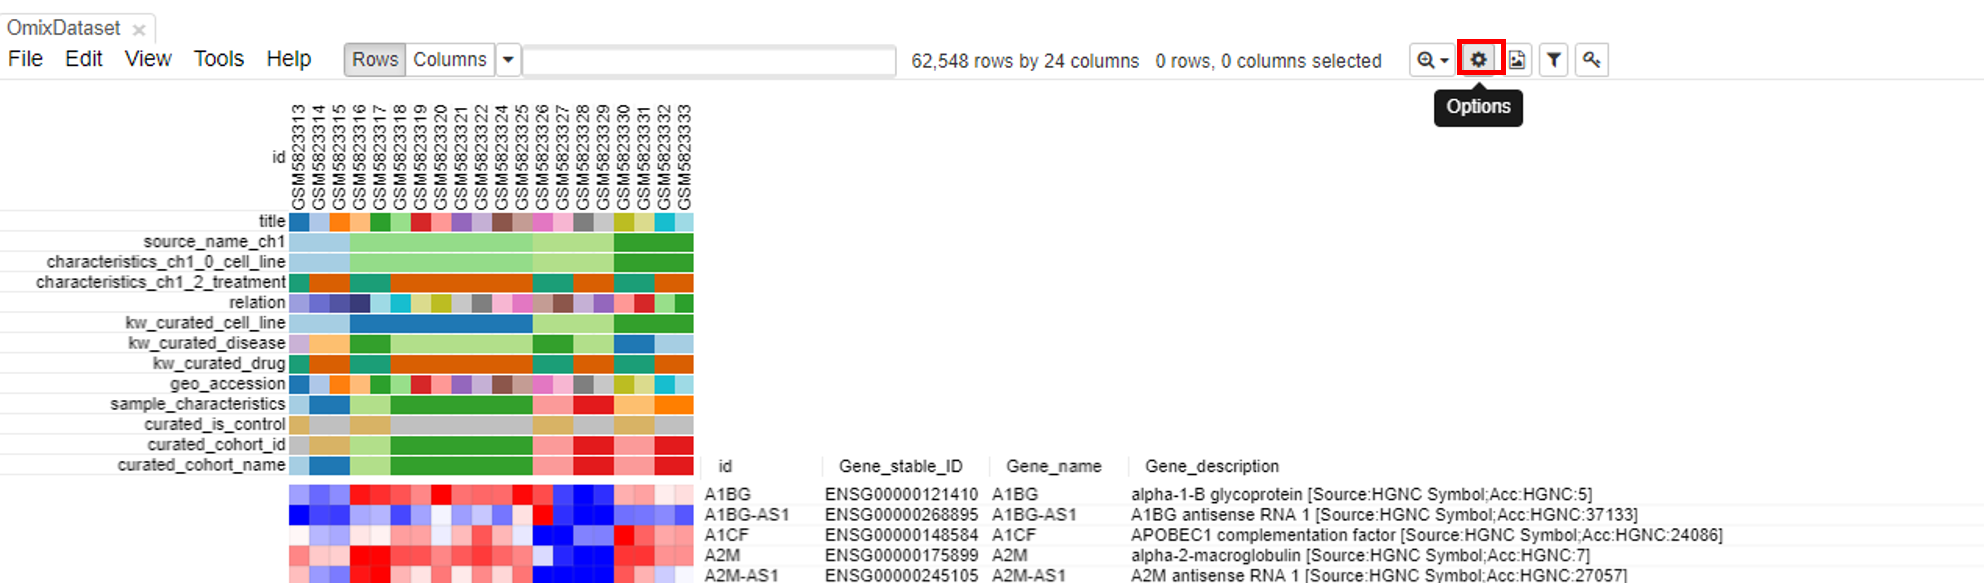 OmixDataset ×
File Edit View Tools Help Rows Columns 62,548 rows by 24 columns 0 rows, 0 columns selected
Options
id GSM5823313 GSM5823314 GSM5823315 GSM5823316 GSM5823317 GSM5823318 GSM5823319 GSM5823320 GSM5823321 GSM5823322 GSM5823324 GSM5823325 GSM5823326 GSM5823327 GSM5823328 GSM5823329 GSM5823330 GSM5823331 GSM5823332 GSM5823333
title
source_name_ch1
characteristics_ch1_0_cell_line
characteristics_ch1_2_treatment
relation
kw_curated_cell_line
kw_curated_disease
kw_curated_drug
geo_accession
sample_characteristics
curated_is_control
curated_cohort_id
curated_cohort_name
id Gene_stable_ID Gene_name Gene_description
A1BG ENSG00000121410 A1BG alpha-1-B glycoprotein [Source:HGNC Symbol;Acc:HGNC:5]
A1BG-AS1 ENSG00000268895 A1BG-AS1 A1BG antisense RNA 1 [Source:HGNC Symbol;Acc:HGNC:37133]
A1CF ENSG00000148584 A1CF APOBEC1 complementation factor [Source:HGNC Symbol;Acc:HGNC:24086]
A2M ENSG00000175899 A2M alpha-2-macroglobulin [Source:HGNC Symbol;Acc:HGNC:7]
A2M-AS1 ENSG00000245105 A2M-AS1 A2M antisense RNA 1 [Source:HGNC Symbol;Acc:HGNC:27057]